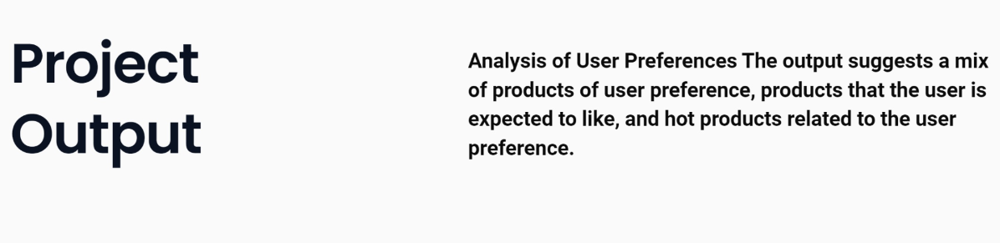 Project
Output
Analysis of User Preferences The output suggests a mix
of products of user preference, products that the user is
expected to like, and hot products related to the user
preference.